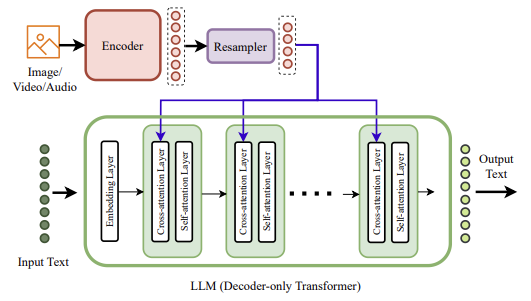 Image/
Video/Audio
Encoder
Resampler
Input Text
Embedding Layer
Cross-attention Layer
Self-attention Layer
Cross-attention Layer
Self-attention Layer
Cross-attention Layer
Self-attention Layer
Output
Text
LLM (Decoder-only Transformer)